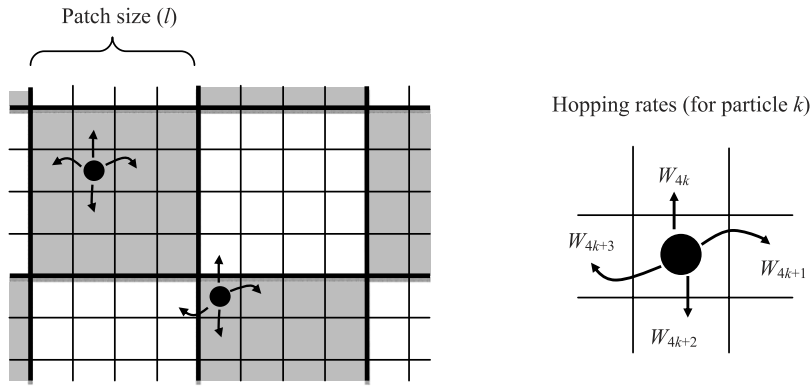 Patch size (l)
Hopping rates (for particle k)
W4k
W4k+3
W4k+1
W4k+2